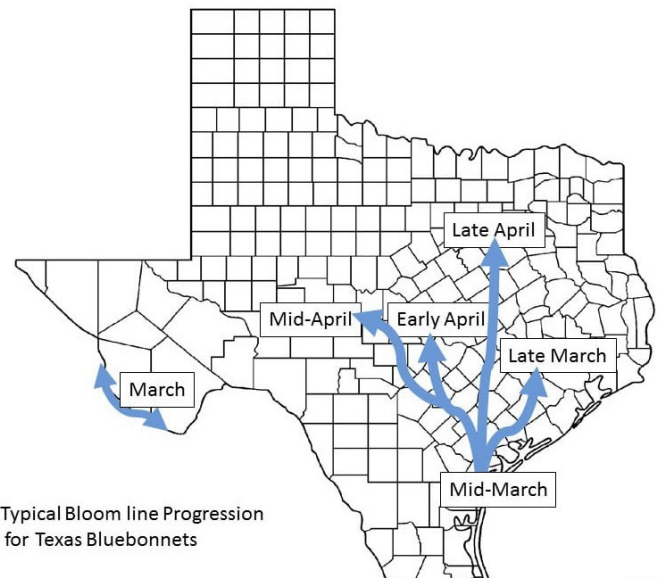 Late April
Mid-April
Early April
Late March
March
Mid-March
Typical Bloom line Progression
for Texas Bluebonnets